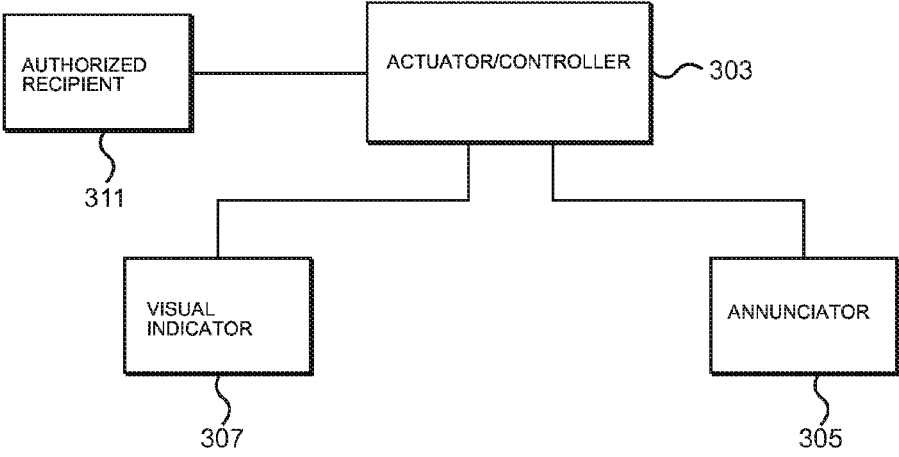 AUTHORIZED
RECIPIENT
ACTUATOR/CONTROLLER
303
311
VISUAL
INDICATOR
ANNUNCIATOR
307
305